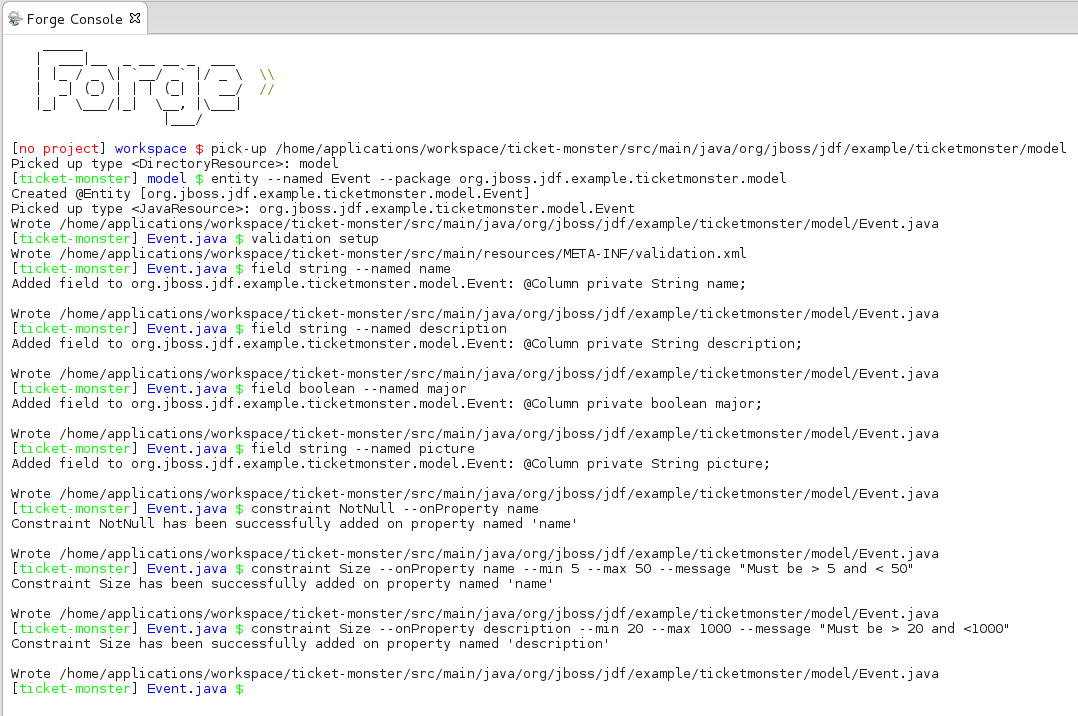 Forge Console
    _____
   |  ___|__  _ __ __ _  ___
   | |_ / _ \| `__/ _` |/ _ \  \\
   |  _| (_) | | | (_| |  __/  //
   |_|  \___/|_|  \__, |\___|
                   |___/
[no project] workspace $ pick-up /home/applications/workspace/ticket-monster/src/main/java/org/jboss/jdf/example/ticketmonster/model
Picked up type <DirectoryResource>: model
[ticket-monster] model $ entity --named Event --package org.jboss.jdf.example.ticketmonster.model
Created @Entity [org.jboss.jdf.example.ticketmonster.model.Event]
Picked up type <JavaResource>: org.jboss.jdf.example.ticketmonster.model.Event
Wrote /home/applications/workspace/ticket-monster/src/main/java/org/jboss/jdf/example/ticketmonster/model/Event.java
[ticket-monster] Event.java $ validation setup
Wrote /home/applications/workspace/ticket-monster/src/main/resources/META-INF/validation.xml
[ticket-monster] Event.java $ field string --named name
Added field to org.jboss.jdf.example.ticketmonster.model.Event: @Column private String name;
Wrote /home/applications/workspace/ticket-monster/src/main/java/org/jboss/jdf/example/ticketmonster/model/Event.java
[ticket-monster] Event.java $ field string --named description
Added field to org.jboss.jdf.example.ticketmonster.model.Event: @Column private String description;
Wrote /home/applications/workspace/ticket-monster/src/main/java/org/jboss/jdf/example/ticketmonster/model/Event.java
[ticket-monster] Event.java $ field boolean --named major
Added field to org.jboss.jdf.example.ticketmonster.model.Event: @Column private boolean major;
Wrote /home/applications/workspace/ticket-monster/src/main/java/org/jboss/jdf/example/ticketmonster/model/Event.java
[ticket-monster] Event.java $ field string --named picture
Added field to org.jboss.jdf.example.ticketmonster.model.Event: @Column private String picture;
Wrote /home/applications/workspace/ticket-monster/src/main/java/org/jboss/jdf/example/ticketmonster/model/Event.java
[ticket-monster] Event.java $ constraint NotNull --onProperty name
Constraint NotNull has been successfully added on property named 'name'
Wrote /home/applications/workspace/ticket-monster/src/main/java/org/jboss/jdf/example/ticketmonster/model/Event.java
[ticket-monster] Event.java $ constraint Size --onProperty name --min 5 --max 50 --message "Must be > 5 and < 50"
Constraint Size has been successfully added on property named 'name'
Wrote /home/applications/workspace/ticket-monster/src/main/java/org/jboss/jdf/example/ticketmonster/model/Event.java
[ticket-monster] Event.java $ constraint Size --onProperty description --min 20 --max 1000 --message "Must be > 20 and <1000"
Constraint Size has been successfully added on property named 'description'
Wrote /home/applications/workspace/ticket-monster/src/main/java/org/jboss/jdf/example/ticketmonster/model/Event.java
[ticket-monster] Event.java $